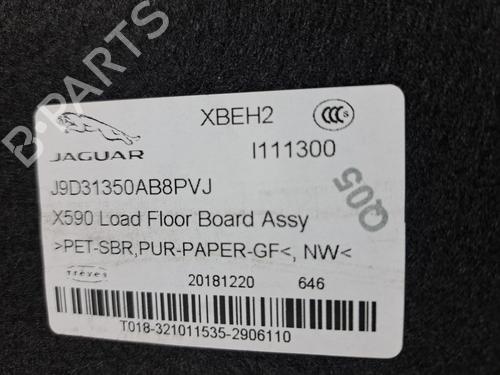 XBEH2
CCC S
JAGUAR
I111300
J9D31350AB8PVJ
Q05
X590 Load Floor Board Assy
>PET-SBR,PUR-PAPER-GF<, NW<
treves
20181220 646
T018-321011535-2906110
B-PARTS